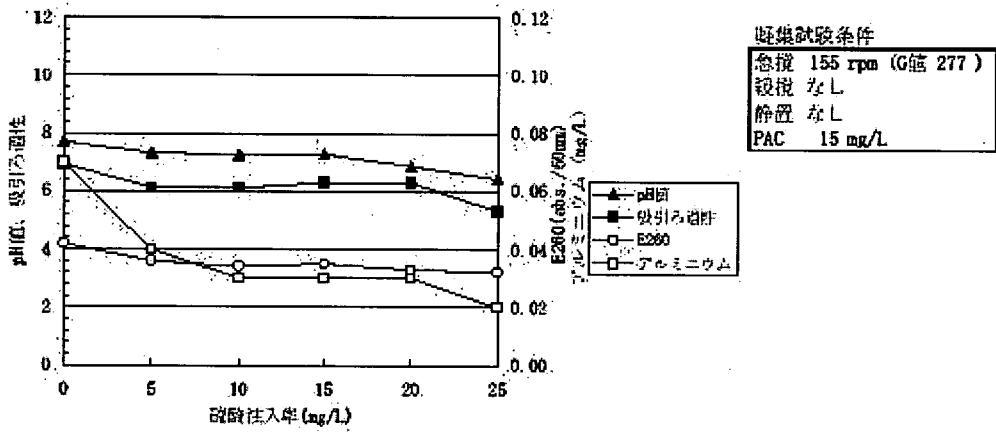 凝集試験条件
急撹 155 rpm (G値 277 )
緩撹 なし
静置 なし
PAC 15 mg/L
12
10
8
6
4
2
0
pH値、吸引ろ過性
0.12
0.10
0.08
0.06
0.04
0.02
0.00
E260(abs./50mm)
アルミニウム (mg/L)
0 5 10 15 20 25
硫酸注入率(mg/L)
pH値
吸引ろ過性
E260
アルミニウム